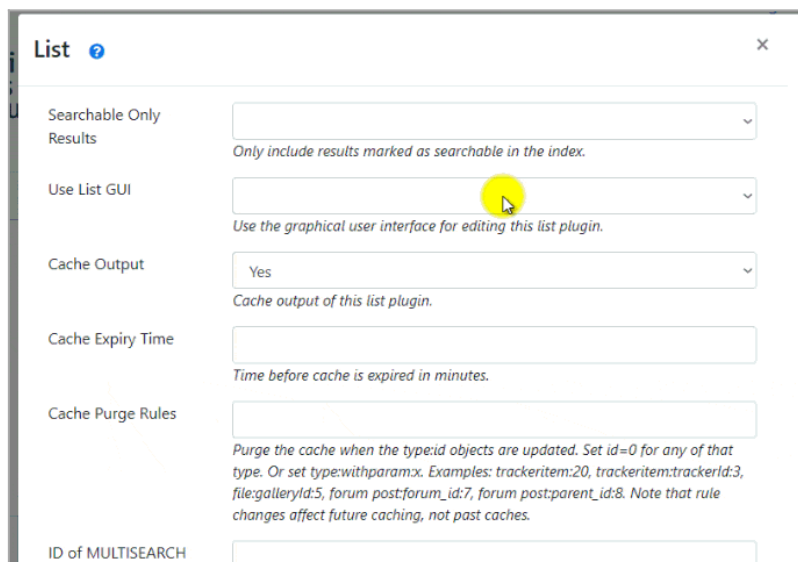 List
Searchable Only
Results
Only include results marked as searchable in the index.
Use List GUI
Use the graphical user interface for editing this list plugin.
Cache Output
Yes
Cache output of this list plugin.
Cache Expiry Time
Time before cache is expired in minutes.
Cache Purge Rules
Purge the cache when the type:id objects are updated. Set id=0 for any of that
type. Or set type:withparam:x. Examples: trackeritem:20, trackeritem:trackerId:3,
file:galleryId:5, forum post:forum_id:7, forum post:parent_id:8. Note that rule
changes affect future caching, not past caches.
ID of MULTISEARCH